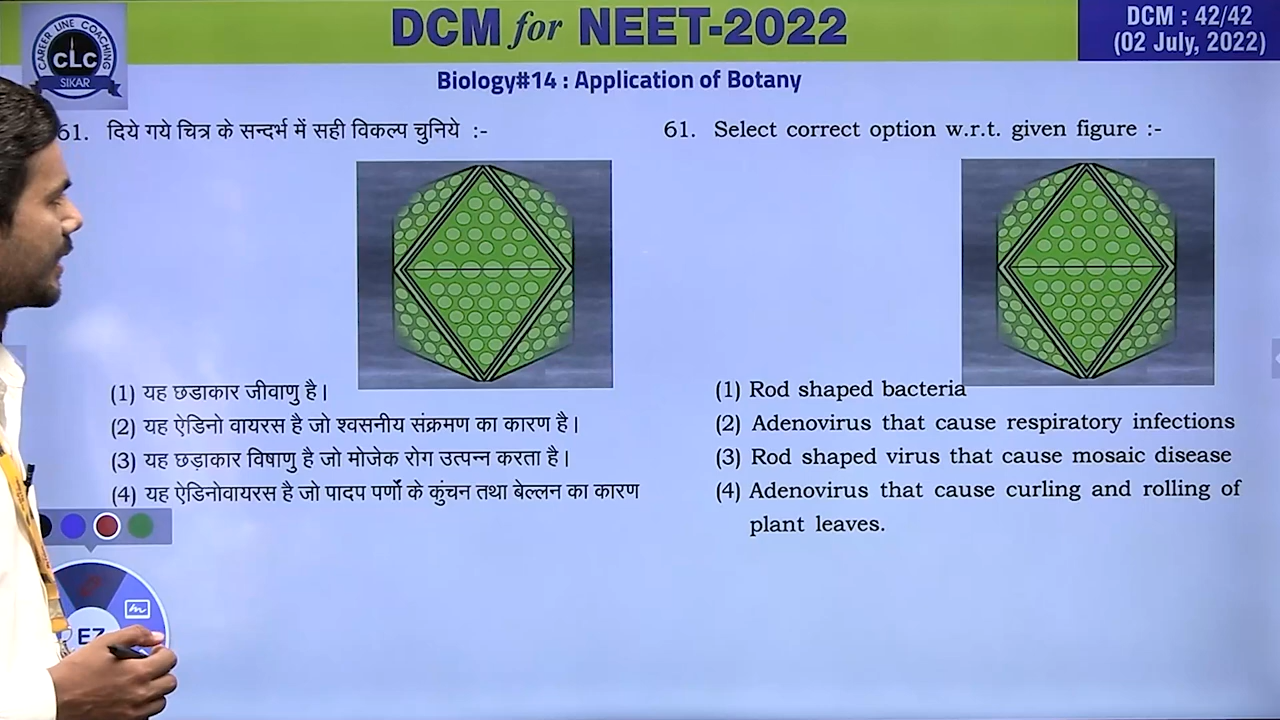 DCM for NEET-2022
DCM : 42/42
(02 July, 2022)
CAREER LINE COACHING
CLC
SIKAR
Biology#14 : Application of Botany
61. दिये गये चित्र के सन्दर्भ में सही विकल्प चुनिये :-
(1) यह छडाकार जीवाणु है।
(2) यह ऐडिनो वायरस है जो श्वसनीय संक्रमण का कारण है।
(3) यह छड़ाकार विषाणु है जो मोजेक रोग उत्पन्न करता है।
(4) यह ऐडिनोवायरस है जो पादप पर्णों के कुंचन तथा बेल्लन का कारण
61. Select correct option w.r.t. given figure :-
(1) Rod shaped bacteria
(2) Adenovirus that cause respiratory infections
(3) Rod shaped virus that cause mosaic disease
(4) Adenovirus that cause curling and rolling of
plant leaves.
EZ